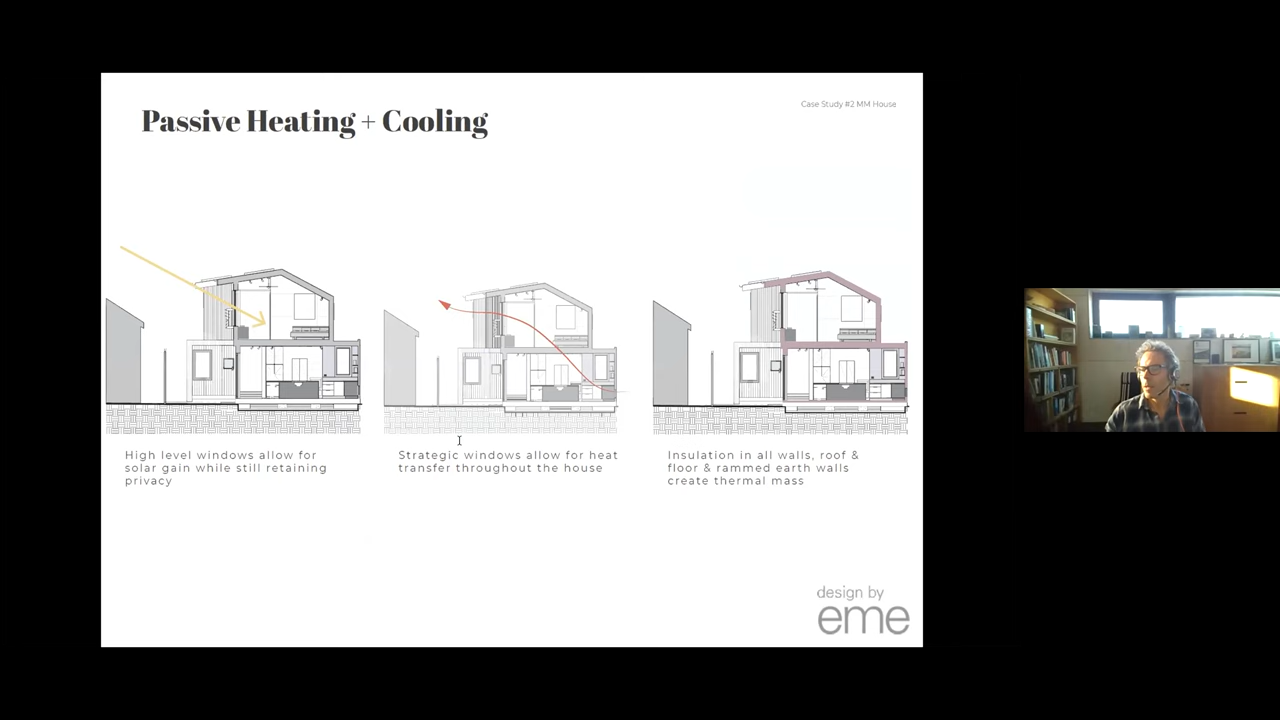 Case Study #2 MM House
Passive Heating + Cooling
High level windows allow for
solar gain while still retaining
privacy
Strategic windows allow for heat
transfer throughout the house
Insulation in all walls, roof &
floor & rammed earth walls
create thermal mass
design by
eme